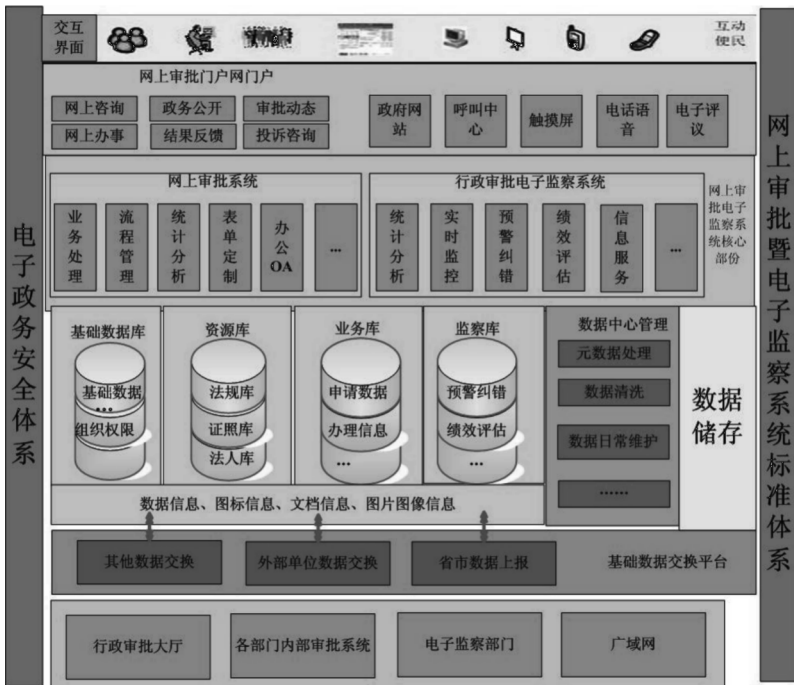 交互
界面
互动
便民
网上审批门户网门户
网上咨询
政务公开
审批动态
网上办事
结果反馈
投诉咨询
政府网
站
呼叫中
心
触摸屏
电话语
音
电子评
议
网上审批系统
业务处理
流程管理
统计分析
表单定制
办公OA
...
行政审批电子监察系统
统计分析
实时监控
预警纠错
绩效评估
信息服务
...
网上审
批电子
监察系
统核心
部份
基础数据库
基础数据
...
组织权限
资源库
法规库
证照库
法人库
业务库
申请数据
办理信息
...
监察库
预警纠错
绩效评估
...
数据中心管理
元数据处理
数据清洗
数据日常维护
……
数据
储存
数据信息、图标信息、文档信息、图片图像信息
其他数据交换
外部单位数据交换
省市数据上报
基础数据交换平台
行政审批大厅
各部门内部审批系统
电子监察部门
广域网
电子政务安全体系
网上审批暨电子监察系统标准体系